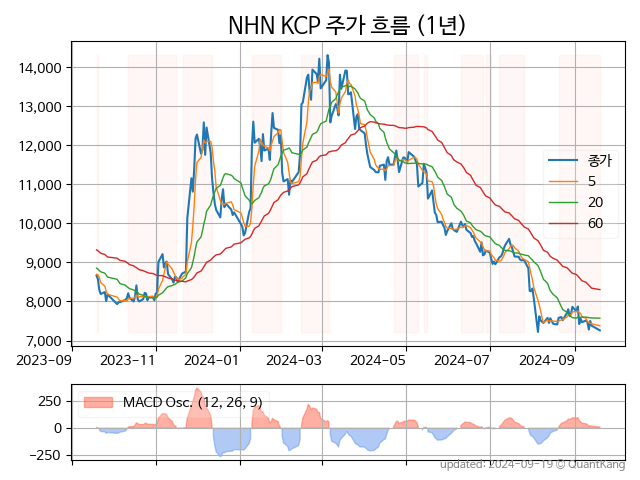 NHN KCP 주가 흐름 (1년)
14,000
13,000
12,000
11,000
10,000
9,000
8,000
7,000
종가
5
20
60
2023-09 2023-11 2024-01 2024-03 2024-05 2024-07 2024-09
MACD Osc. (12, 26, 9)
250
0
−250
updated: 2024-09-19 © QuantKang